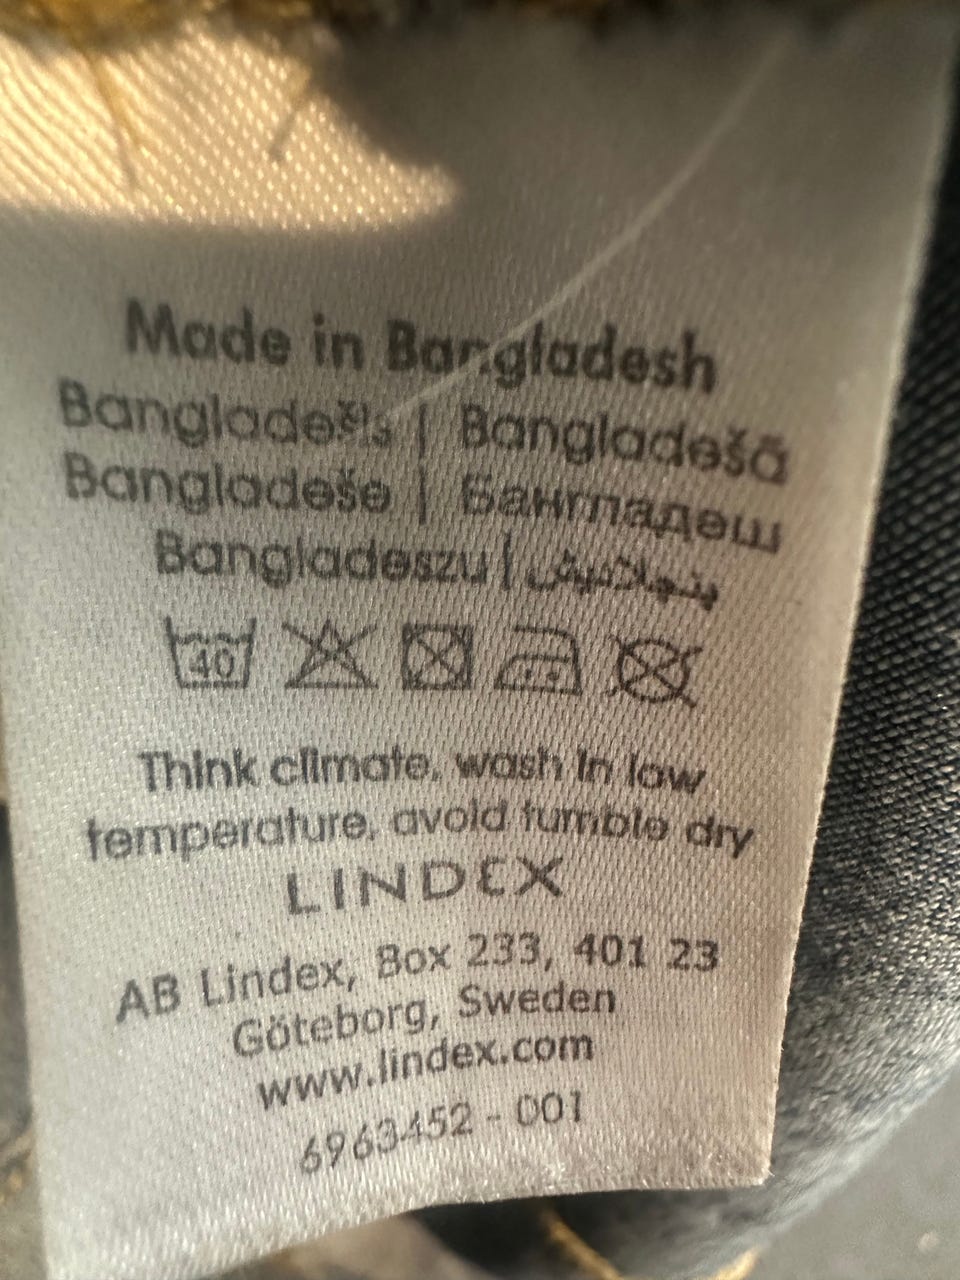 Made in Bangladesh
Bangladešis | Bangladešā
Bangladeše | Бангладеш
Bangladeszu |
40
Think climate, wash in low
temperature, avoid tumble dry
LINDEX
AB Lindex, Box 233, 401 23
Göteborg, Sweden
www.lindex.com
6963452 - 001